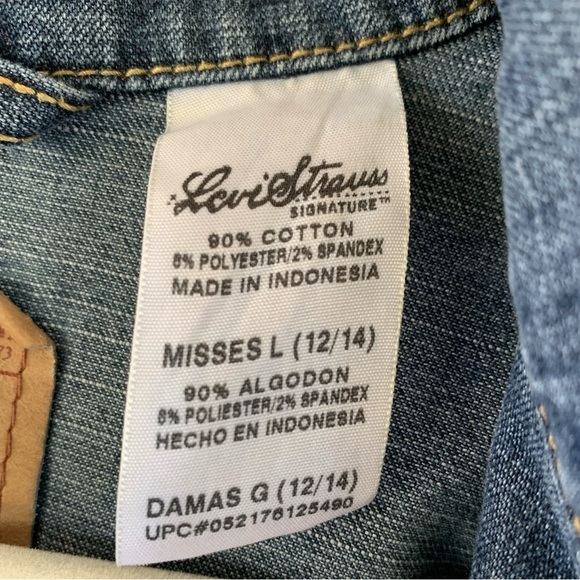 Levi Strauss
SIGNATURE™
90% COTTON
8% POLYESTER/2% SPANDEX
MADE IN INDONESIA
MISSES L (12/14)
90% ALGODON
8% POLIESTER/2% SPANDEX
HECHO EN INDONESIA
DAMAS G (12/14)
UPC#052176125490
73